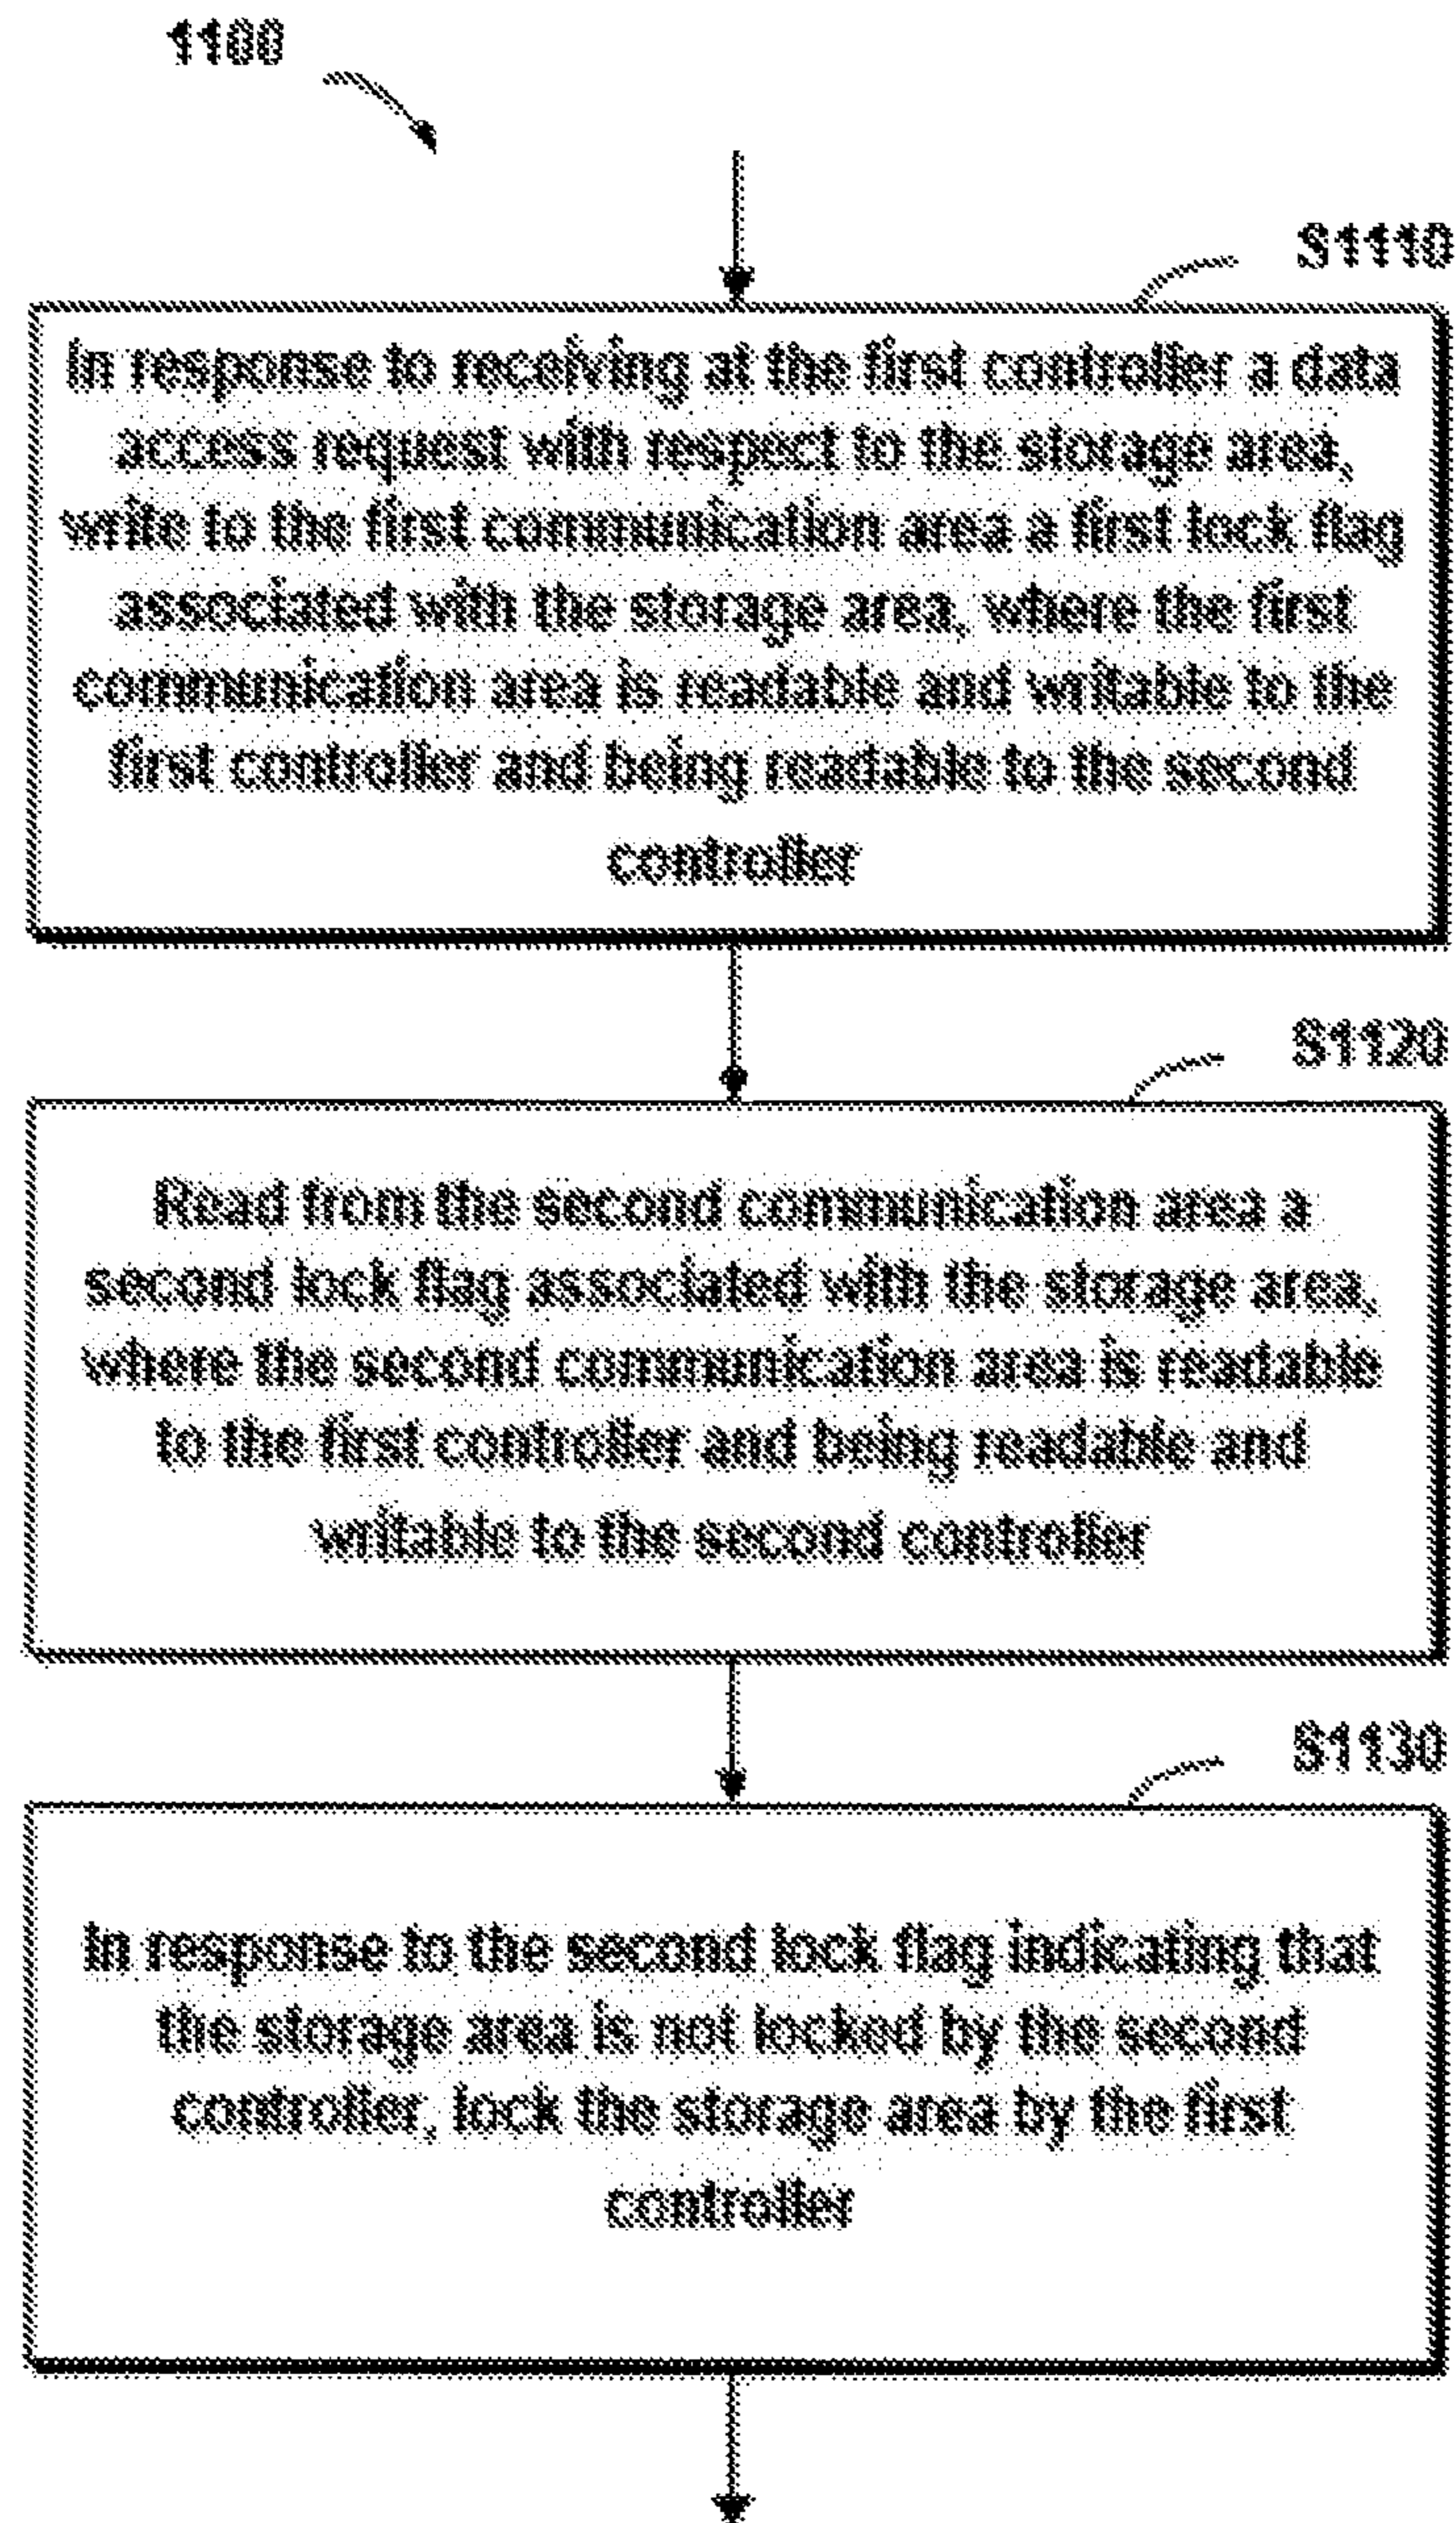 1100
S1110
In response to receiving at the first controller a data
access request with respect to the storage area,
write to the first communication area a first lock flag
associated with the storage area, where the first
communication area is readable and writable to the
first controller and being readable to the second
controller
S1120
Read from the second communication area a
second lock flag associated with the storage area,
where the second communication area is readable
to the first controller and being readable and
writable to the second controller
S1130
In response to the second lock flag indicating that
the storage area is not locked by the second
controller, lock the storage area by the first
controller